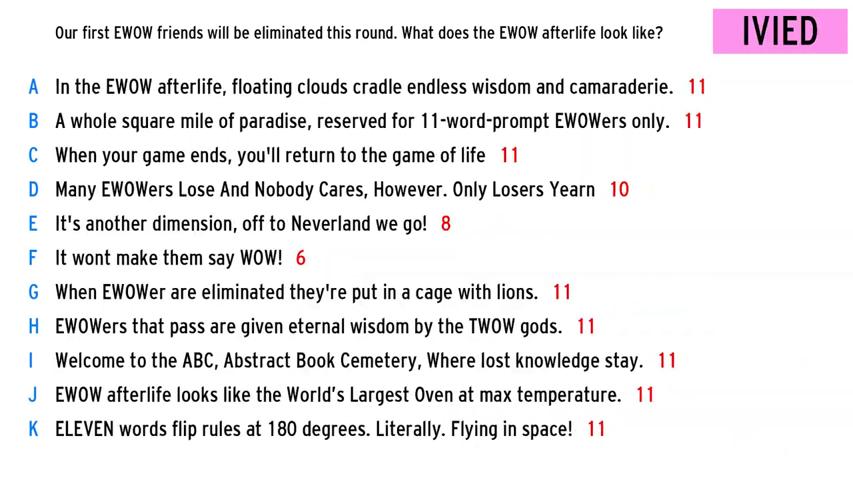 Our first EWOW friends will be eliminated this round. What does the EWOW afterlife look like?
IVIED
A In the EWOW afterlife, floating clouds cradle endless wisdom and camaraderie. 11
B A whole square mile of paradise, reserved for 11-word-prompt EWOWers only. 11
C When your game ends, you'll return to the game of life 11
D Many EWOWers Lose And Nobody Cares, However. Only Losers Yearn 10
E It's another dimension, off to Neverland we go! 8
F It wont make them say WOW! 6
G When EWOWer are eliminated they're put in a cage with lions. 11
H EWOWers that pass are given eternal wisdom by the TWOW gods. 11
I Welcome to the ABC, Abstract Book Cemetery, Where lost knowledge stay. 11
J EWOW afterlife looks like the World’s Largest Oven at max temperature. 11
K ELEVEN words flip rules at 180 degrees. Literally. Flying in space! 11